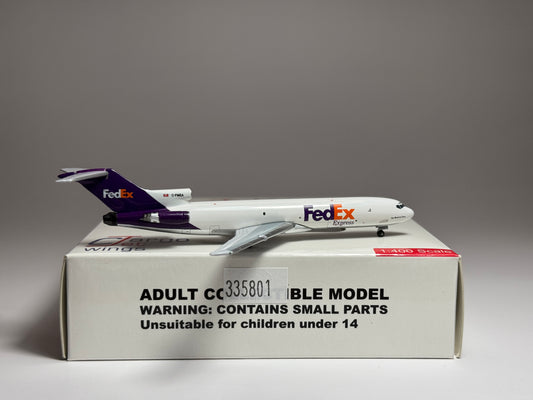 FedEx
FedEx
Express
wings
1:400 Scale
335801
ADULT CO IBLE MODEL
WARNING: CONTAINS SMALL PARTS
Unsuitable for children under 14